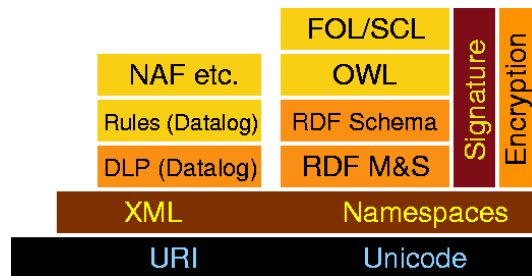 FOL/SCL
NAF etc.
OWL
Rules (Datalog)
RDF Schema
DLP (Datalog)
RDF M&S
Signature
Encryption
XML
Namespaces
URI
Unicode